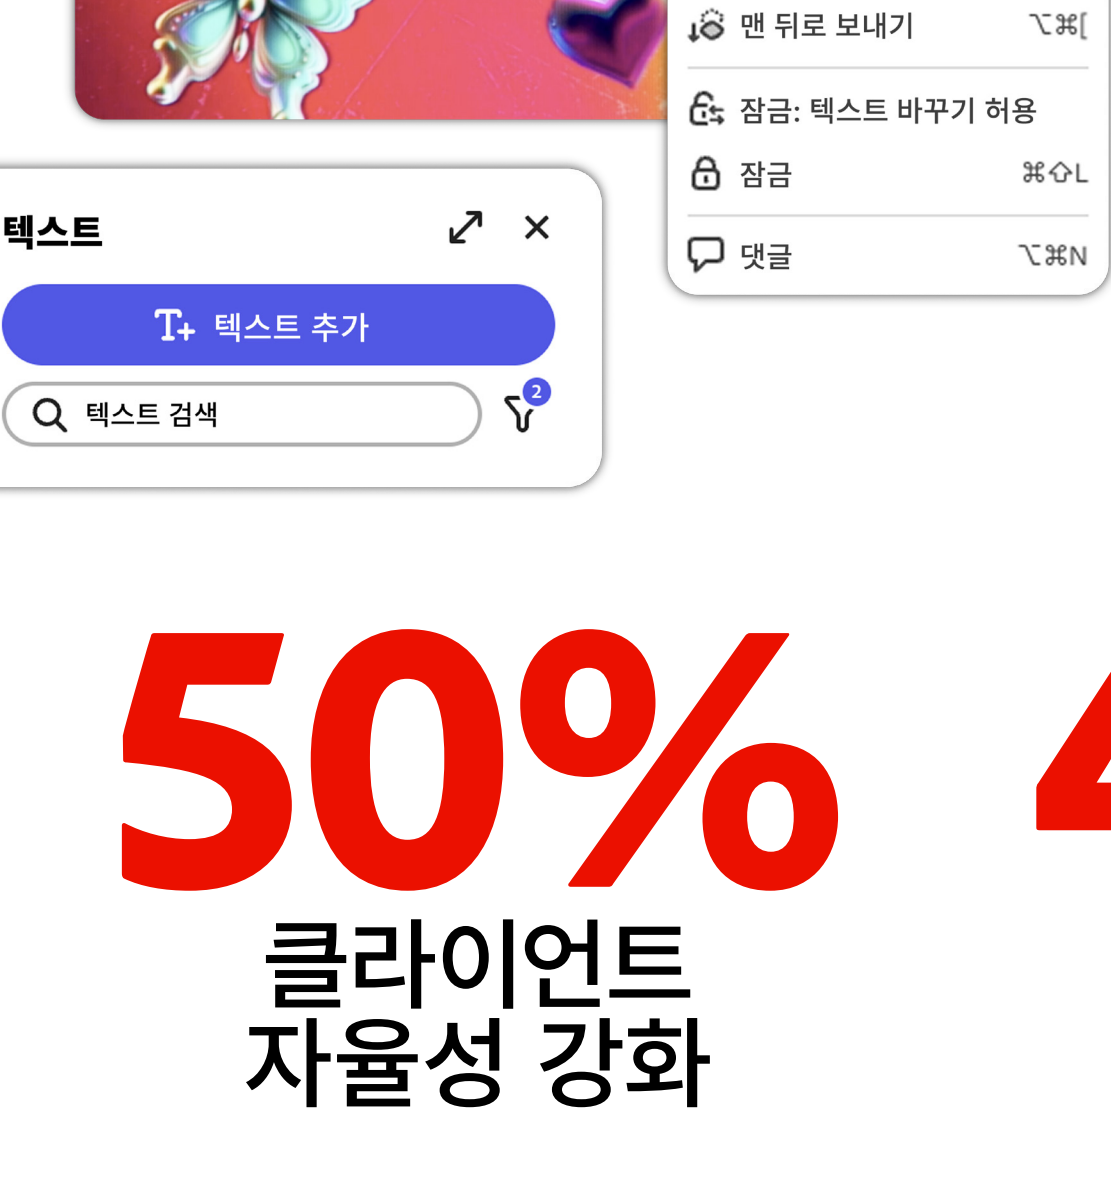 맨 뒤로 보내기 ⌥⌘[
잠금: 텍스트 바꾸기 허용
잠금 ⌘⇧L
댓글 ⌥⌘N
텍스트
T+ 텍스트 추가
텍스트 검색
2
50%
클라이언트
자율성 강화